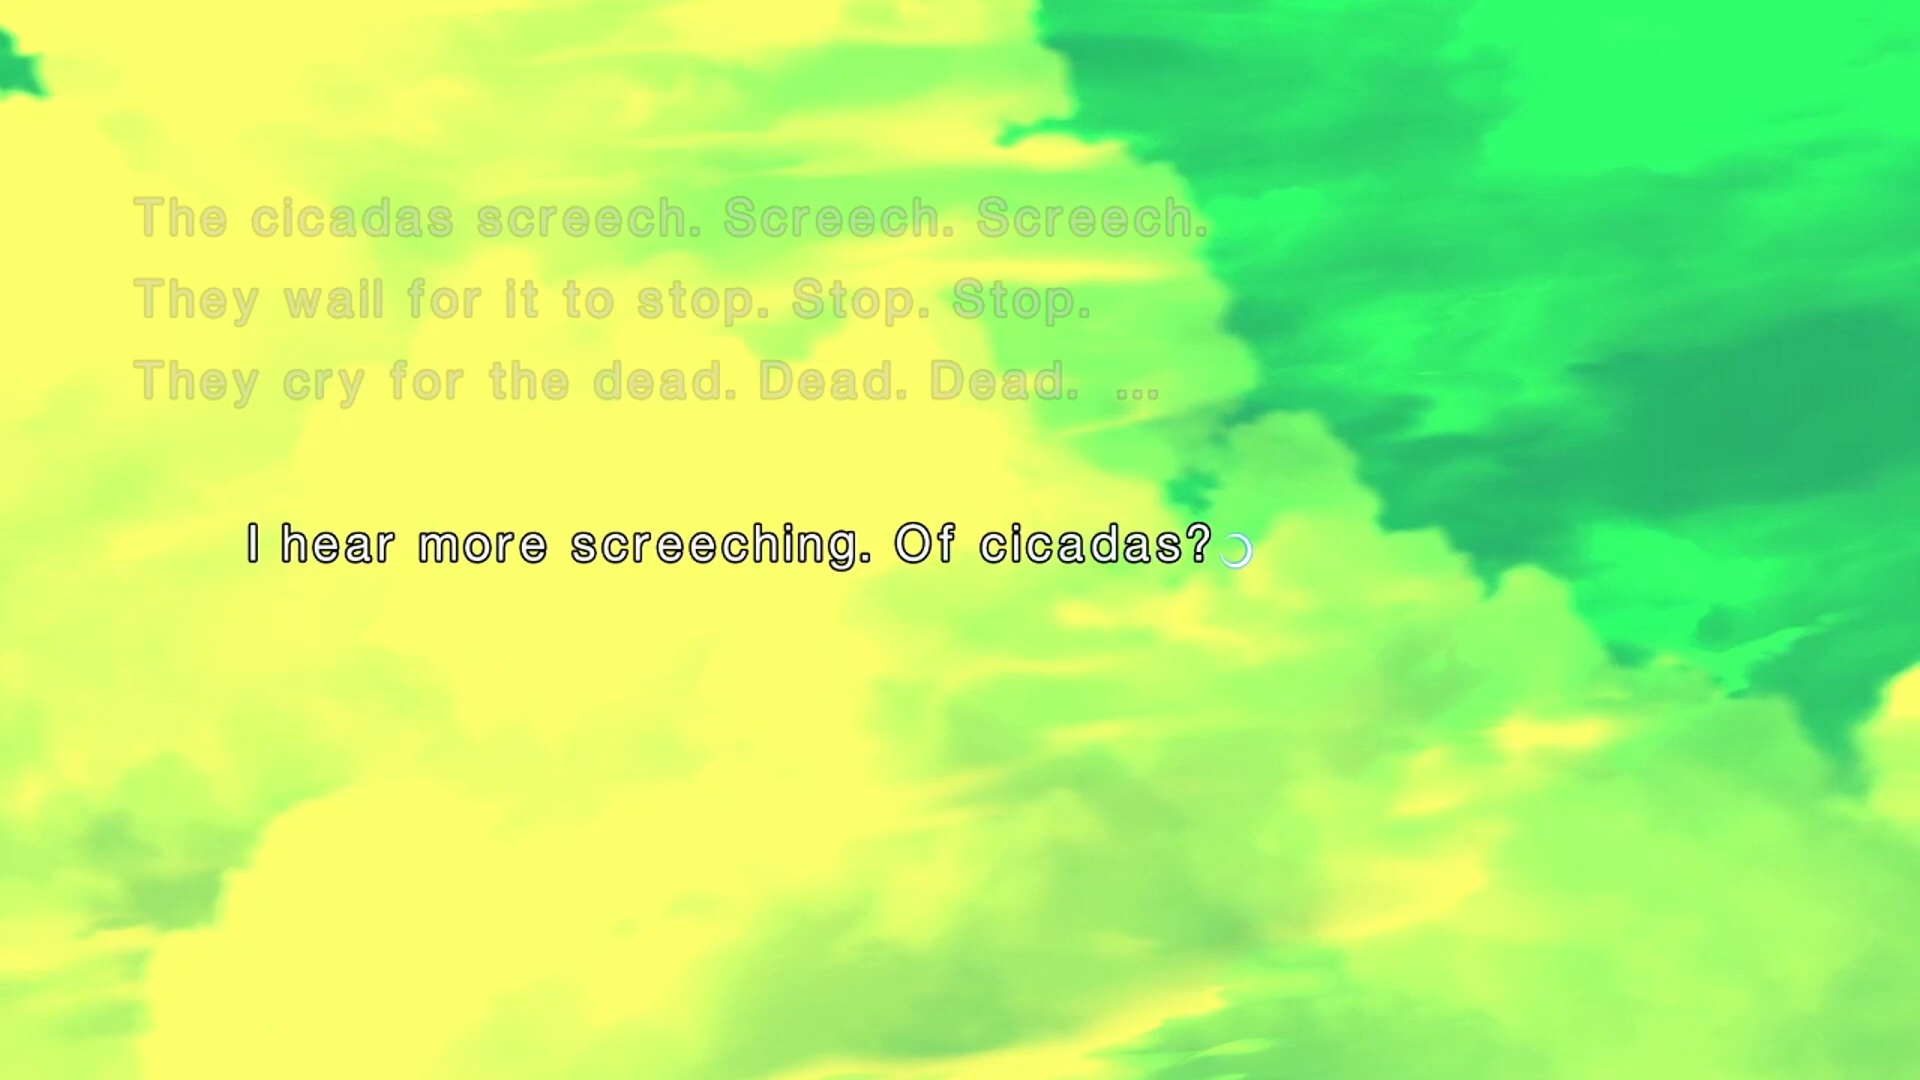 The cicadas screech. Screech. Screech.
They wail for it to stop. Stop. Stop.
They cry for the dead. Dead. Dead. ...
I hear more screeching. Of cicadas?